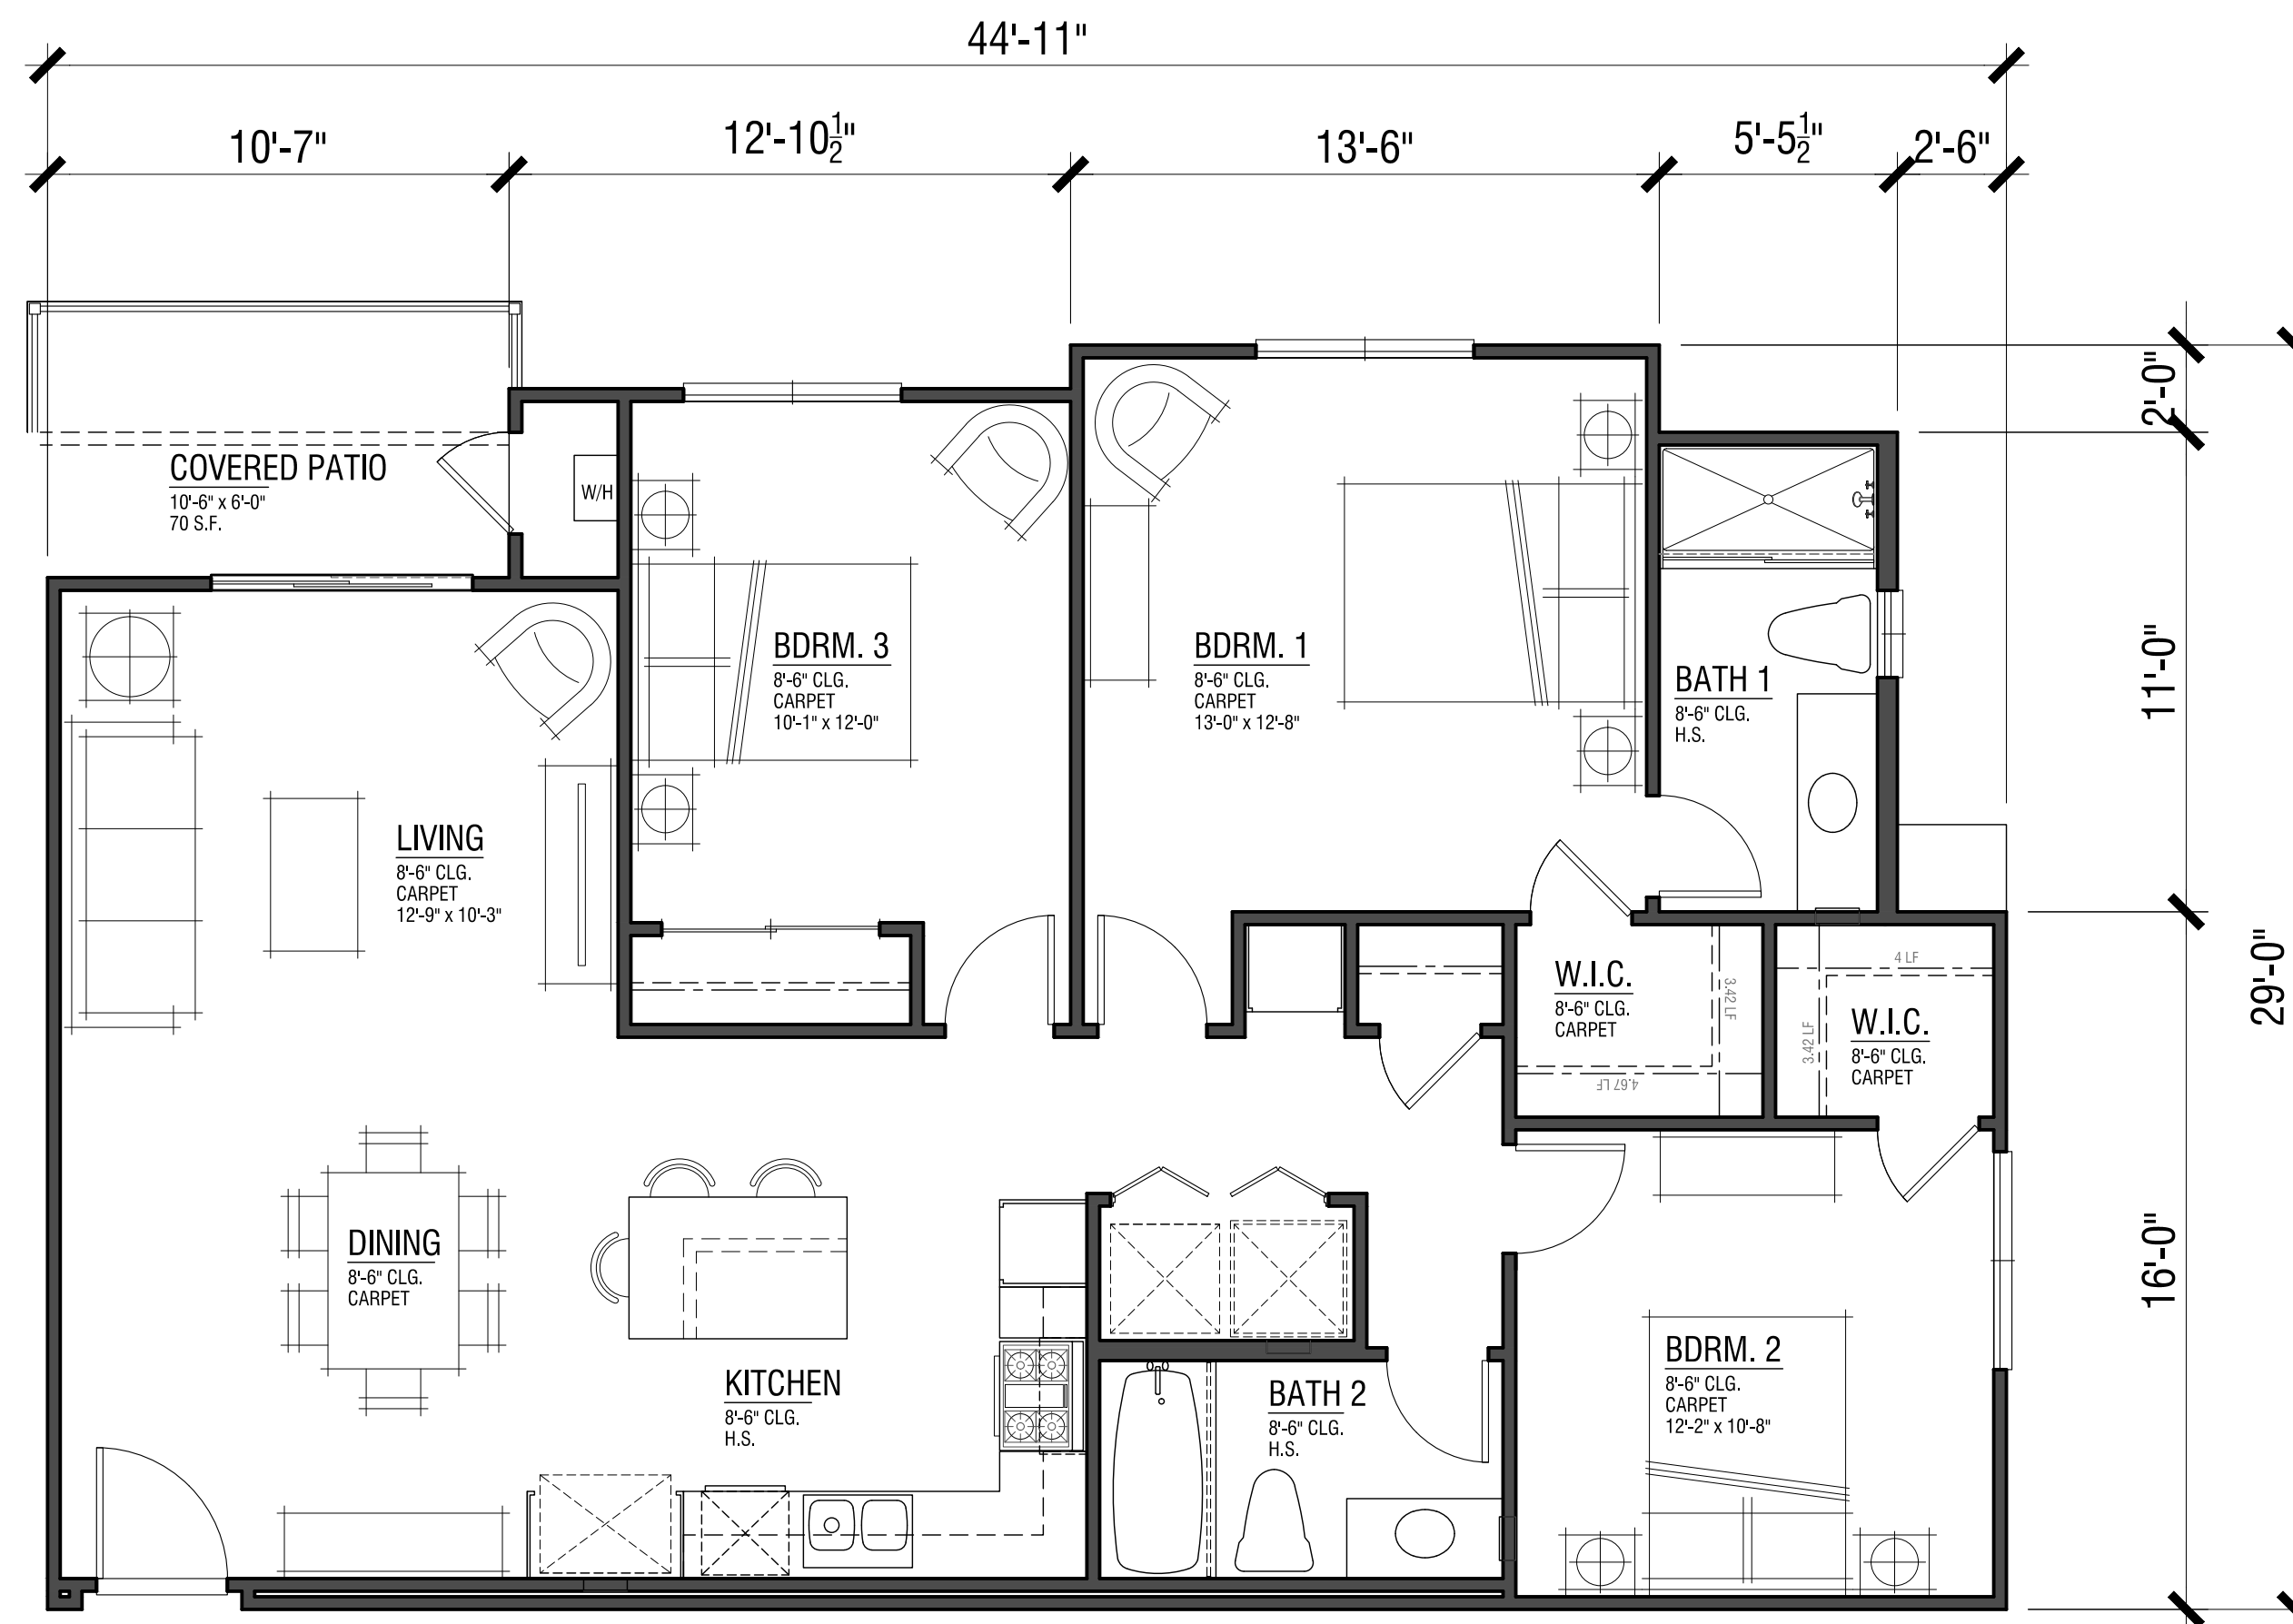 44'-11"
10'-7"
12'-10½"
13'-6"
5'-5½"
2'-6"
2'-0"
11'-0"
29'-0"
16'-0"
COVERED PATIO
10'-6" x 6'-0"
70 S.F.
W/H
BDRM. 3
8'-6" CLG.
CARPET
10'-1" x 12'-0"
BDRM. 1
8'-6" CLG.
CARPET
13'-0" x 12'-8"
BATH 1
8'-6" CLG.
H.S.
LIVING
8'-6" CLG.
CARPET
12'-9" x 10'-3"
W.I.C.
8'-6" CLG.
CARPET
3.42 LF
4.67 LF
4 LF
3.42 LF
W.I.C.
8'-6" CLG.
CARPET
DINING
8'-6" CLG.
CARPET
KITCHEN
8'-6" CLG.
H.S.
BATH 2
8'-6" CLG.
H.S.
BDRM. 2
8'-6" CLG.
CARPET
12'-2" x 10'-8"